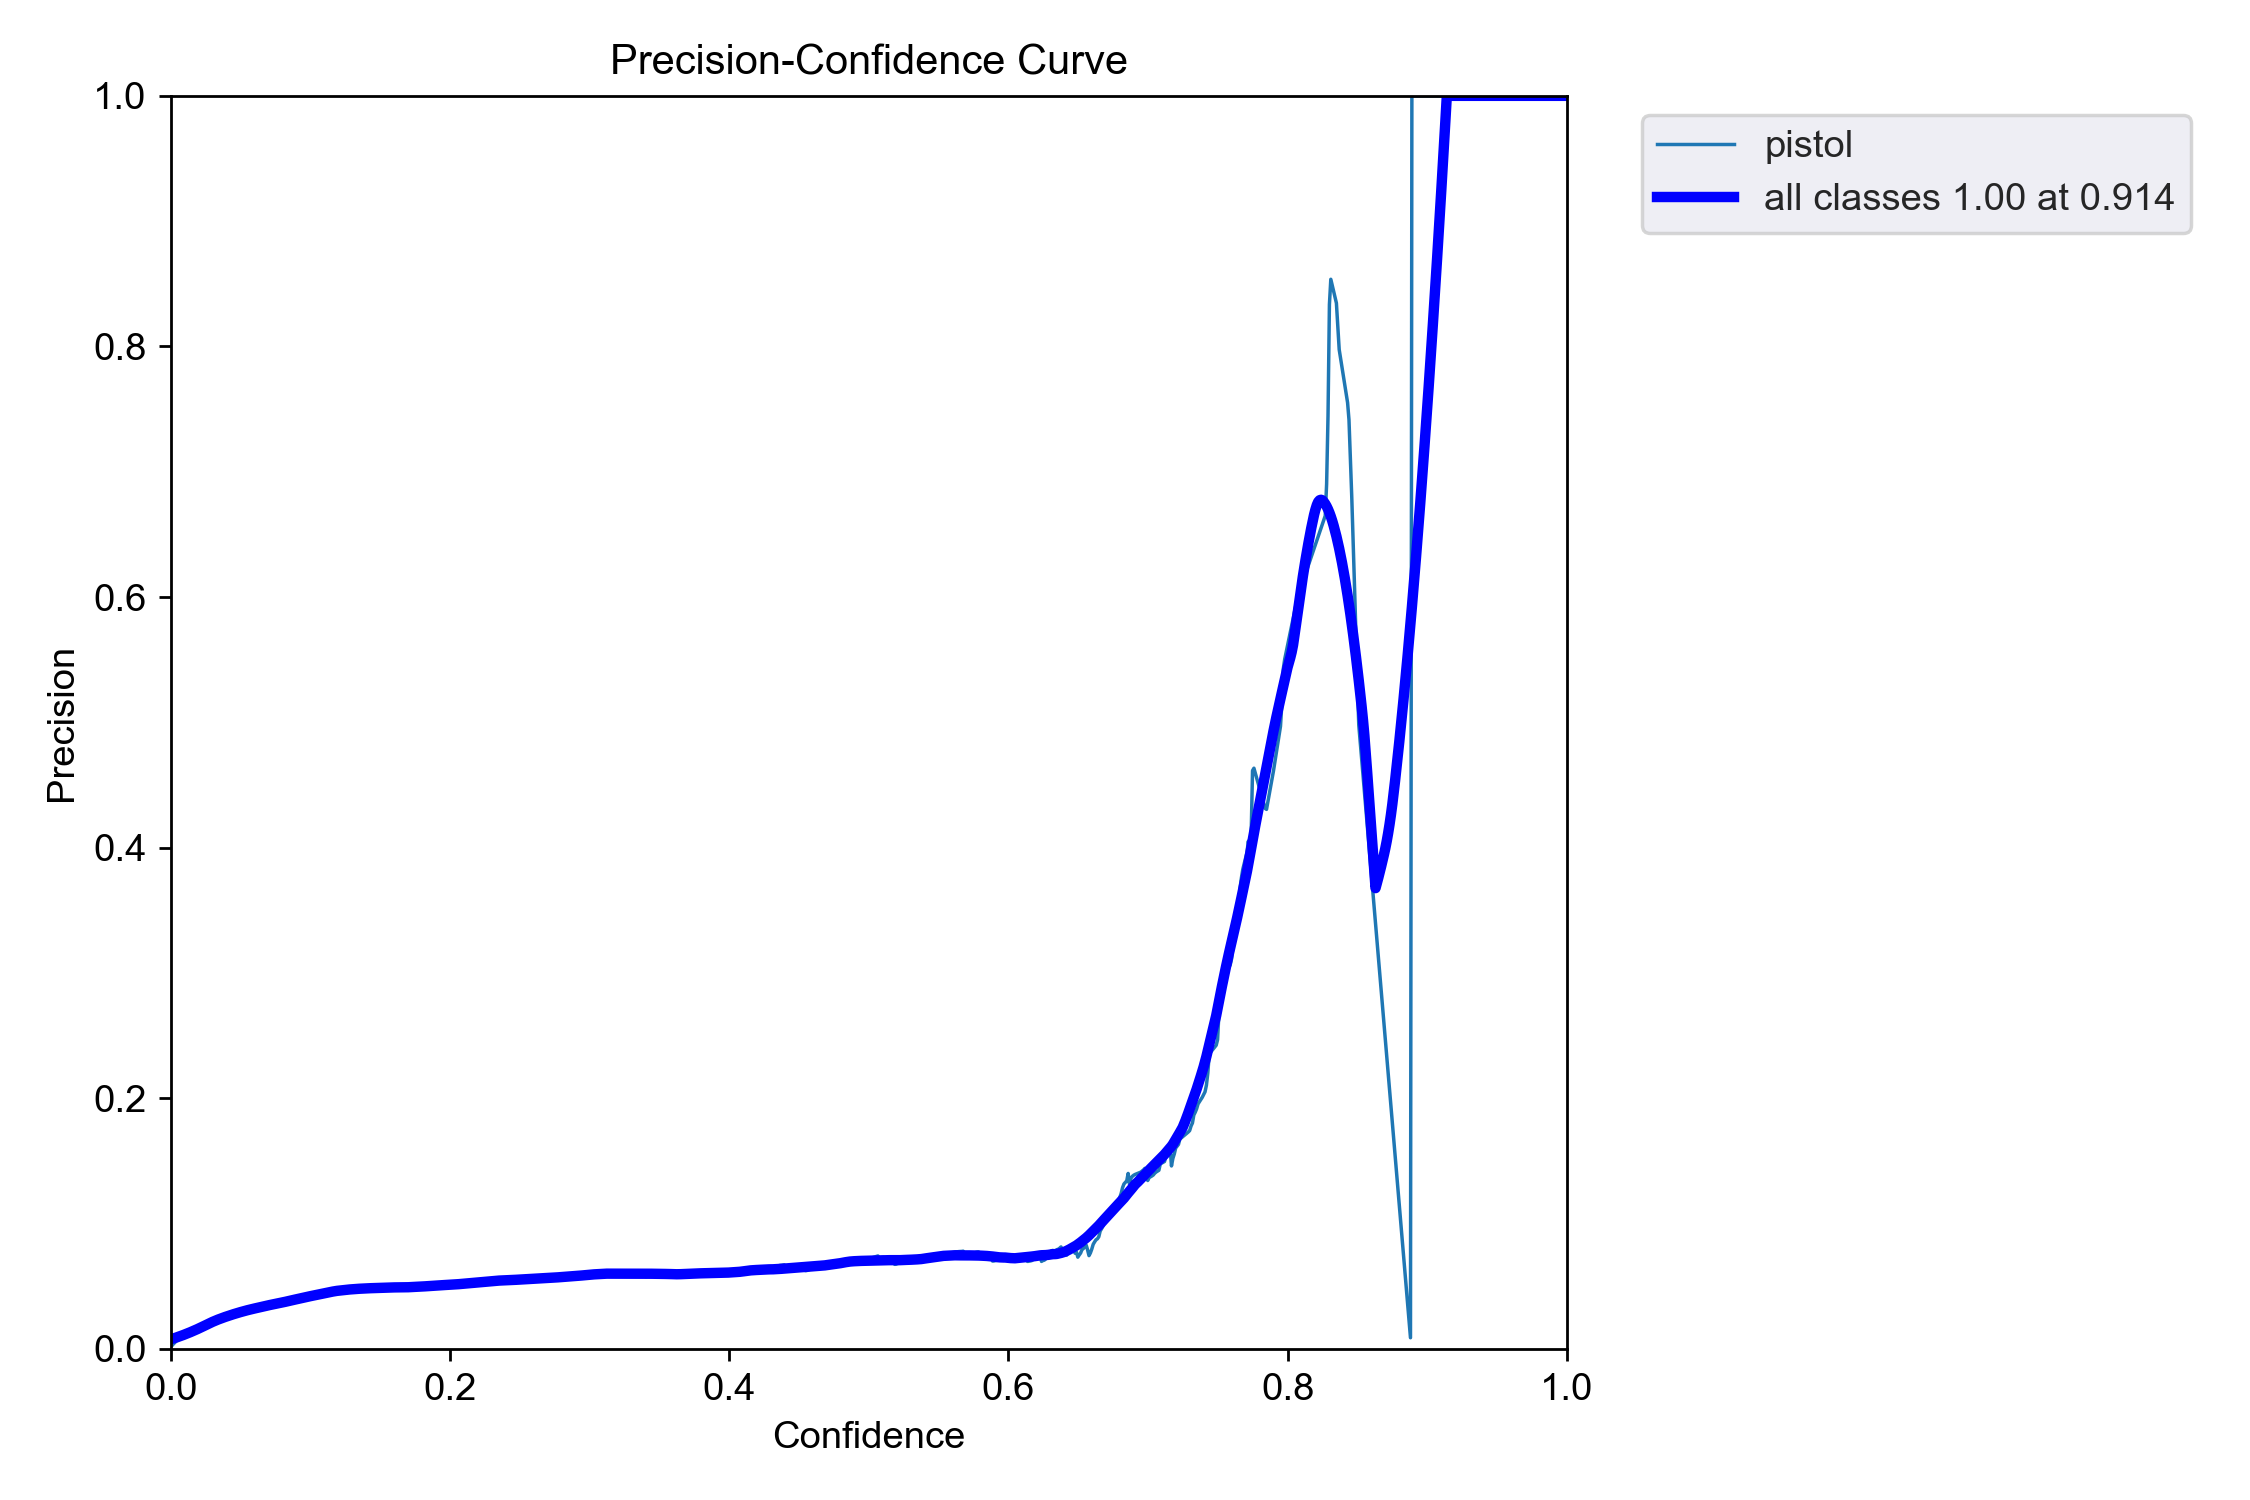 Precision-Confidence Curve
1.0
0.8
0.6
0.4
0.2
0.0
Precision
0.0 0.2 0.4 0.6 0.8 1.0
Confidence
pistol
all classes 1.00 at 0.914